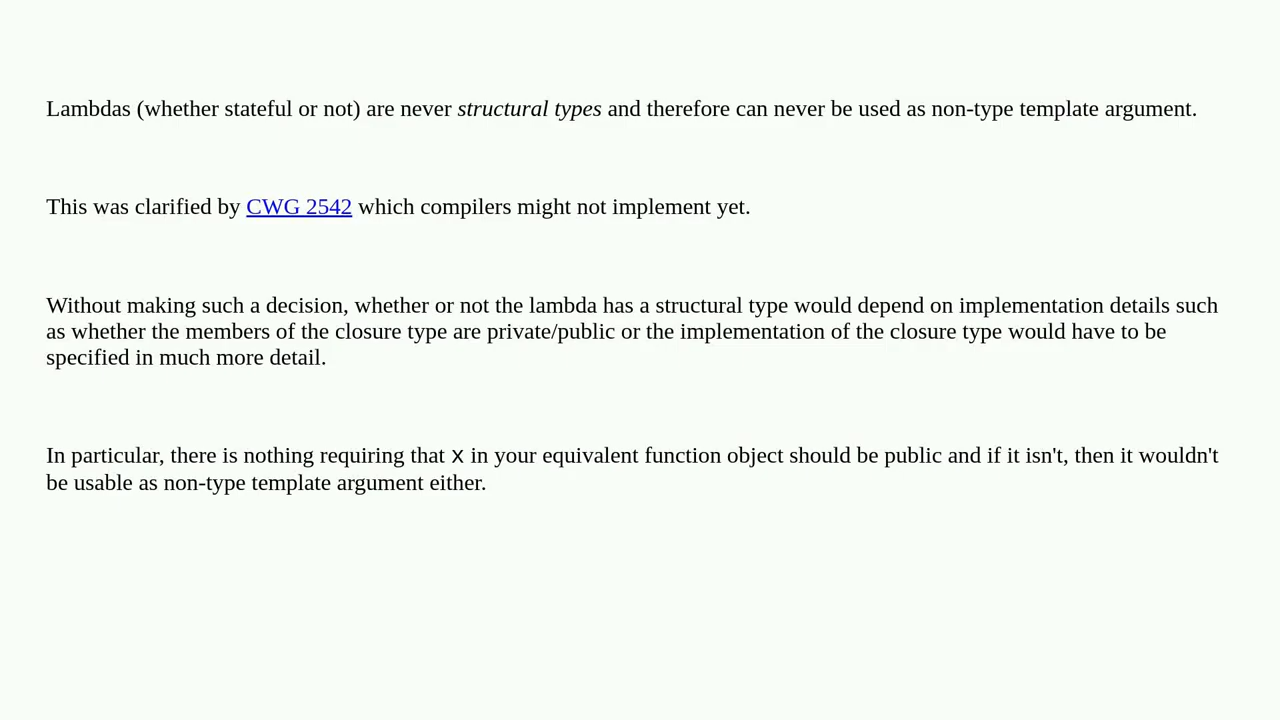 Lambdas (whether stateful or not) are never structural types and therefore can never be used as non-type template argument.
This was clarified by CWG 2542 which compilers might not implement yet.
Without making such a decision, whether or not the lambda has a structural type would depend on implementation details such
as whether the members of the closure type are private/public or the implementation of the closure type would have to be
specified in much more detail.
In particular, there is nothing requiring that x in your equivalent function object should be public and if it isn't, then it wouldn't
be usable as non-type template argument either.